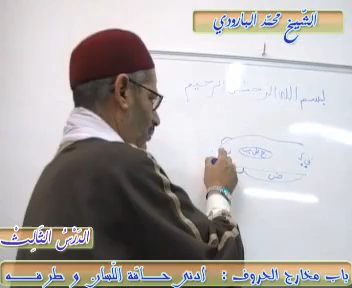 الشيخ محمد البارودي
بسم الله الرحمن الرحيم
ض
الدرس الثالث
باب مخارج الحروف : أدنى حافة اللسان و طرفه